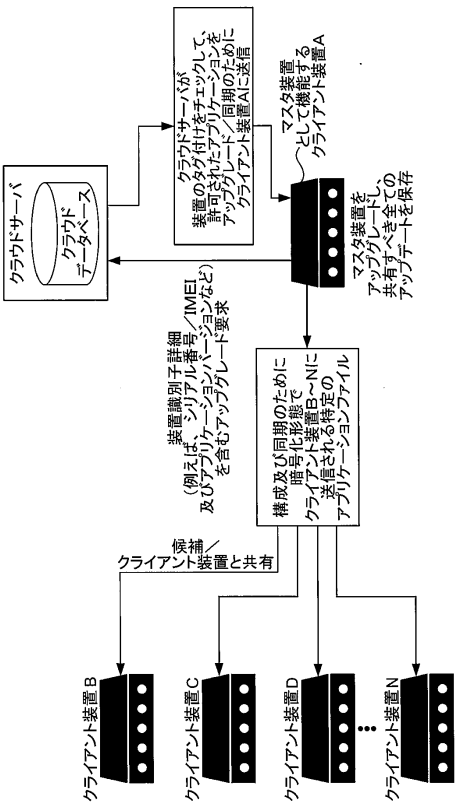 クラウドサーバ
クラウド
データベース
クラウドサーバが
装置のタグ付けをチェックして、
許可されたアプリケーションを
アップグレード/同期のために
クライアント装置Aに送信
マスタ装置
として機能する
クライアント装置A
マスタ装置を
アップグレードし、
共有すべき全ての
アップデートを保存
装置識別子詳細
(例えば、シリアル番号/IMEI
及びアプリケーションバージョンなど)
を含むアップグレード要求
構成及び同期のために
暗号化形態で
クライアント装置B~Nに
送信される特定の
アプリケーションファイル
候補/
クライアント装置と共有
クライアント装置B
クライアント装置C
クライアント装置D
クライアント装置N